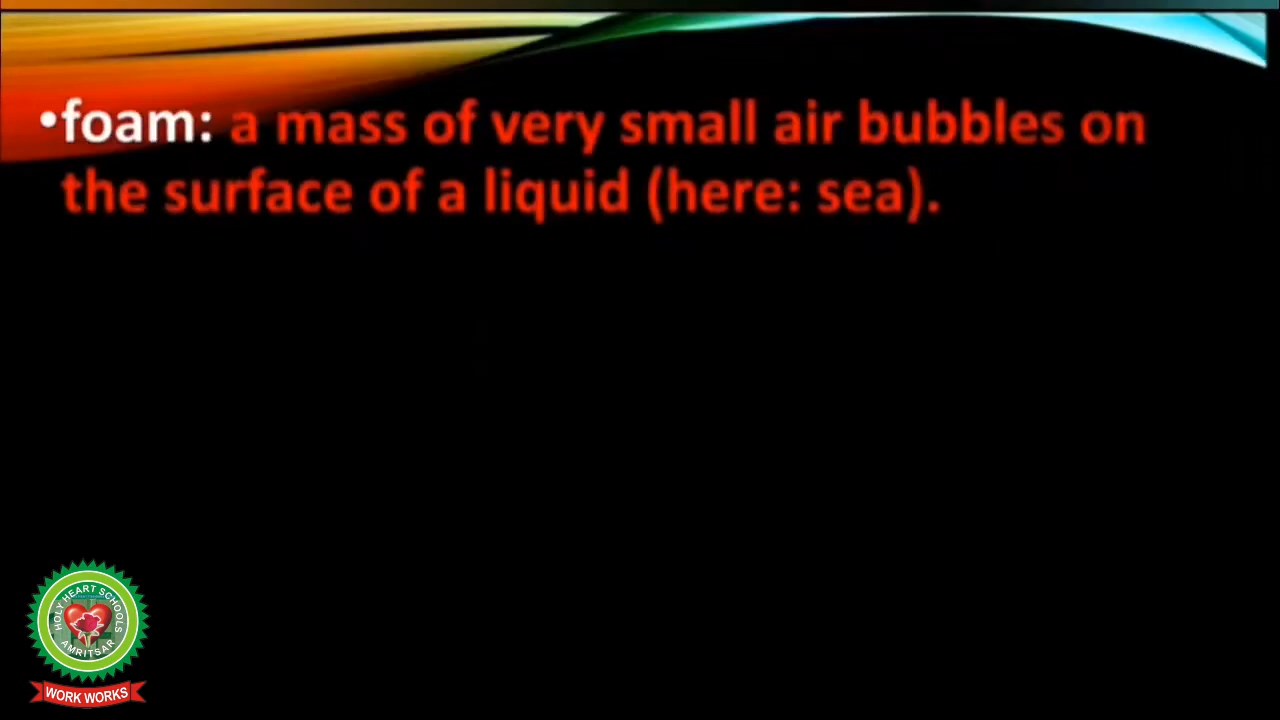 •foam: a mass of very small air bubbles on
the surface of a liquid (here: sea).
HOLY HEART SCHOOLS
AMRITSAR
WORK WORKS